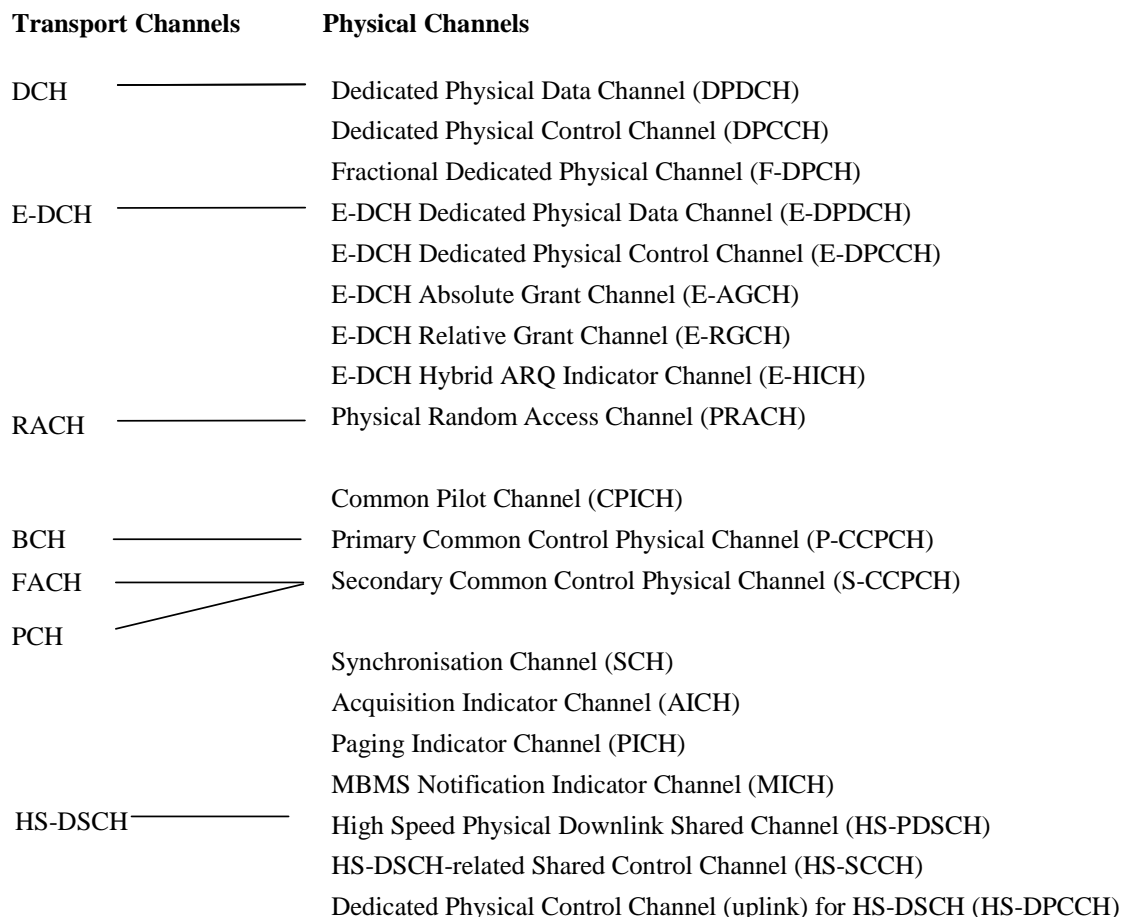 Transport Channels Physical Channels
DCH Dedicated Physical Data Channel (DPDCH)
Dedicated Physical Control Channel (DPCCH)
Fractional Dedicated Physical Channel (F-DPCH)
E-DCH E-DCH Dedicated Physical Data Channel (E-DPDCH)
E-DCH Dedicated Physical Control Channel (E-DPCCH)
E-DCH Absolute Grant Channel (E-AGCH)
E-DCH Relative Grant Channel (E-RGCH)
E-DCH Hybrid ARQ Indicator Channel (E-HICH)
RACH Physical Random Access Channel (PRACH)
Common Pilot Channel (CPICH)
BCH Primary Common Control Physical Channel (P-CCPCH)
FACH Secondary Common Control Physical Channel (S-CCPCH)
PCH
Synchronisation Channel (SCH)
Acquisition Indicator Channel (AICH)
Paging Indicator Channel (PICH)
MBMS Notification Indicator Channel (MICH)
HS-DSCH High Speed Physical Downlink Shared Channel (HS-PDSCH)
HS-DSCH-related Shared Control Channel (HS-SCCH)
Dedicated Physical Control Channel (uplink) for HS-DSCH (HS-DPCCH)